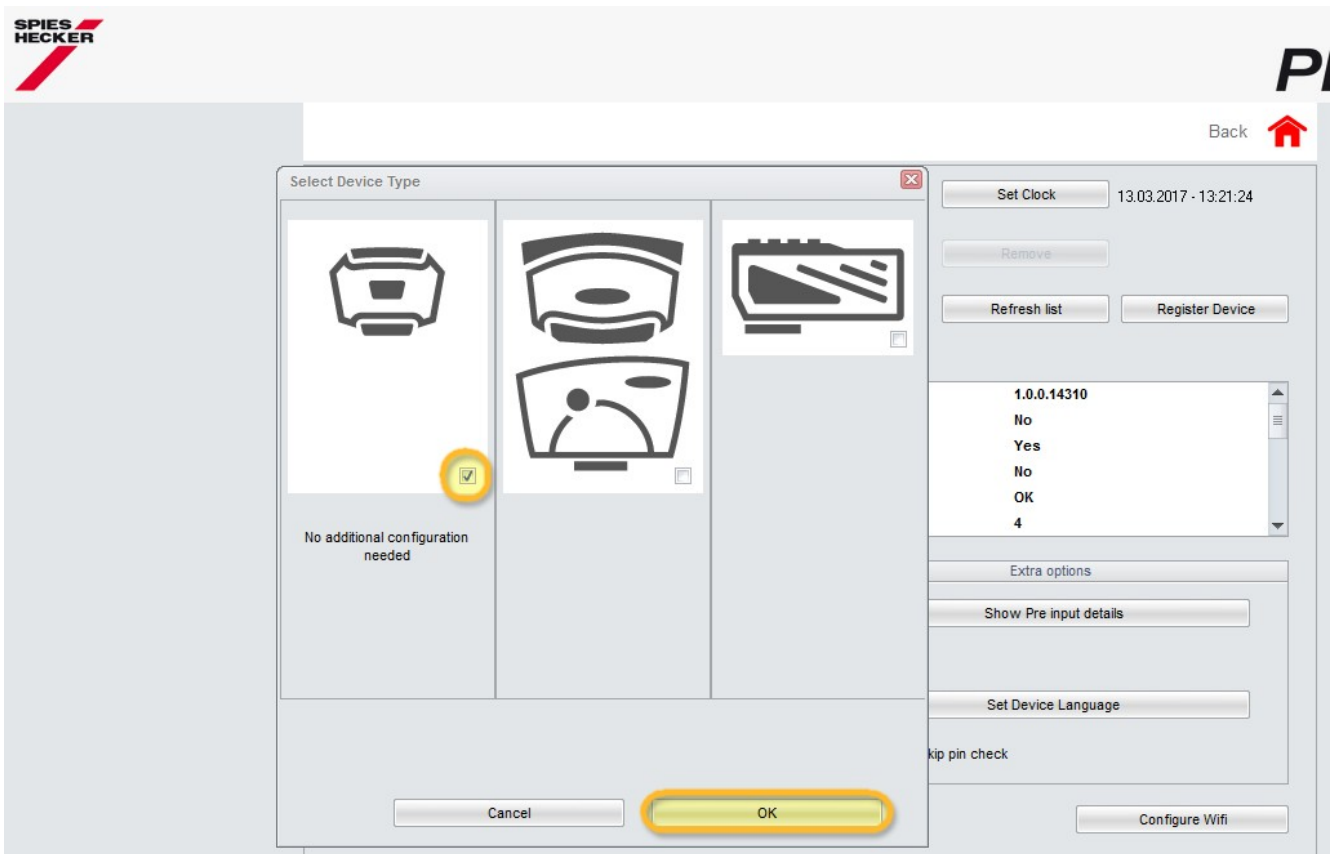 SPIES
HECKER
P
Back
Select Device Type
Set Clock
13.03.2017 - 13:21:24
Remove
Refresh list
Register Device
1.0.0.14310
No
Yes
No
OK
4
No additional configuration
needed
Extra options
Show Pre input details
Set Device Language
kip pin check
Cancel
OK
Configure Wifi